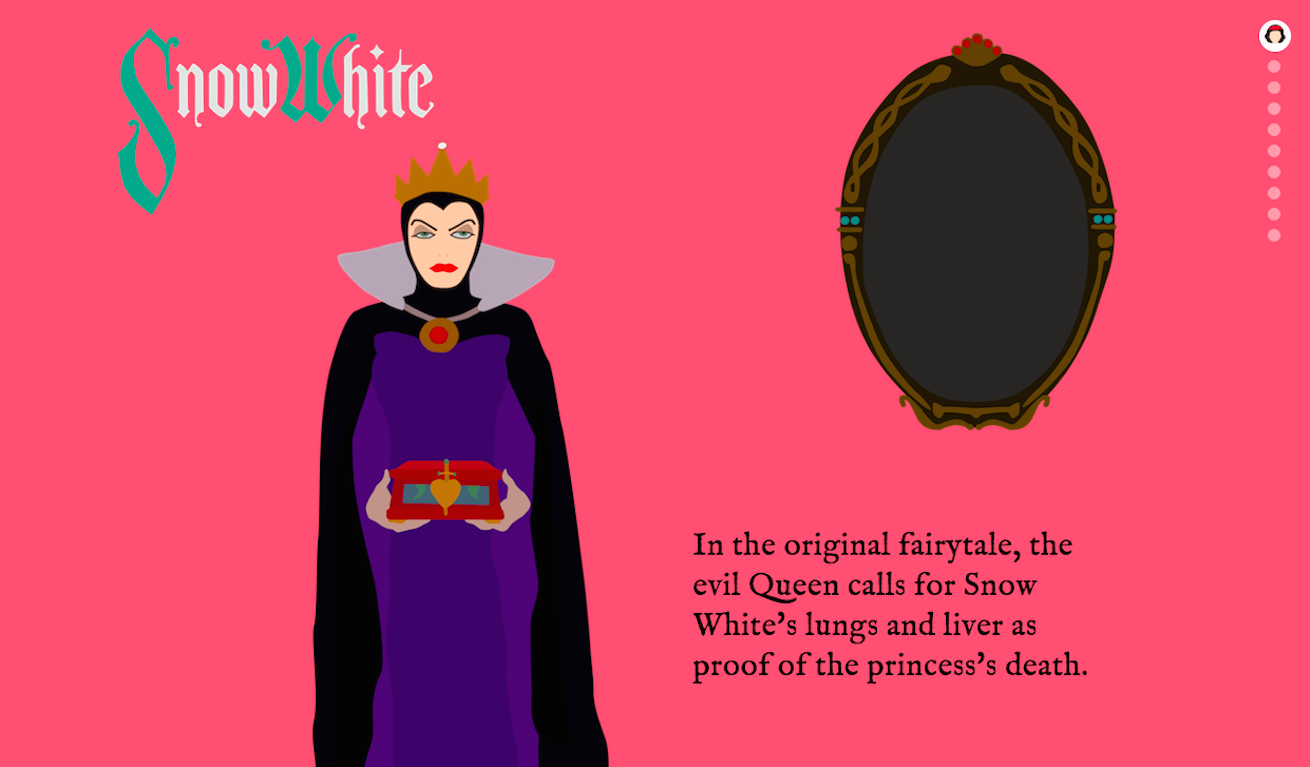 SnowWhite
In the original fairytale, the
evil Queen calls for Snow
White’s lungs and liver as
proof of the princess’s death.